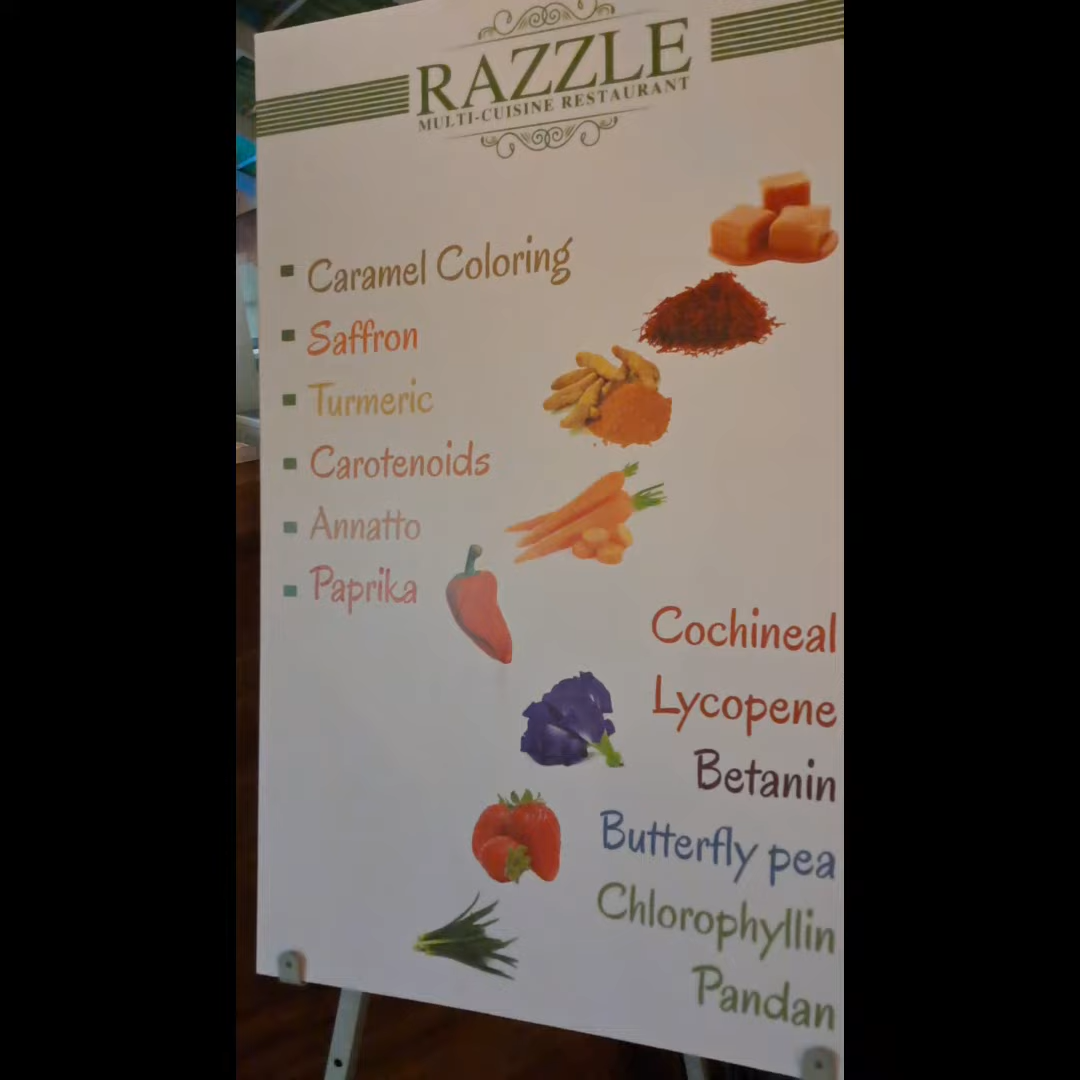 RAZZLE
MULTI-CUISINE RESTAURANT
Caramel Coloring
Saffron
Turmeric
Carotenoids
Annatto
Paprika
Cochineal
Lycopene
Betanin
Butterfly pea
Chlorophyllin
Pandan